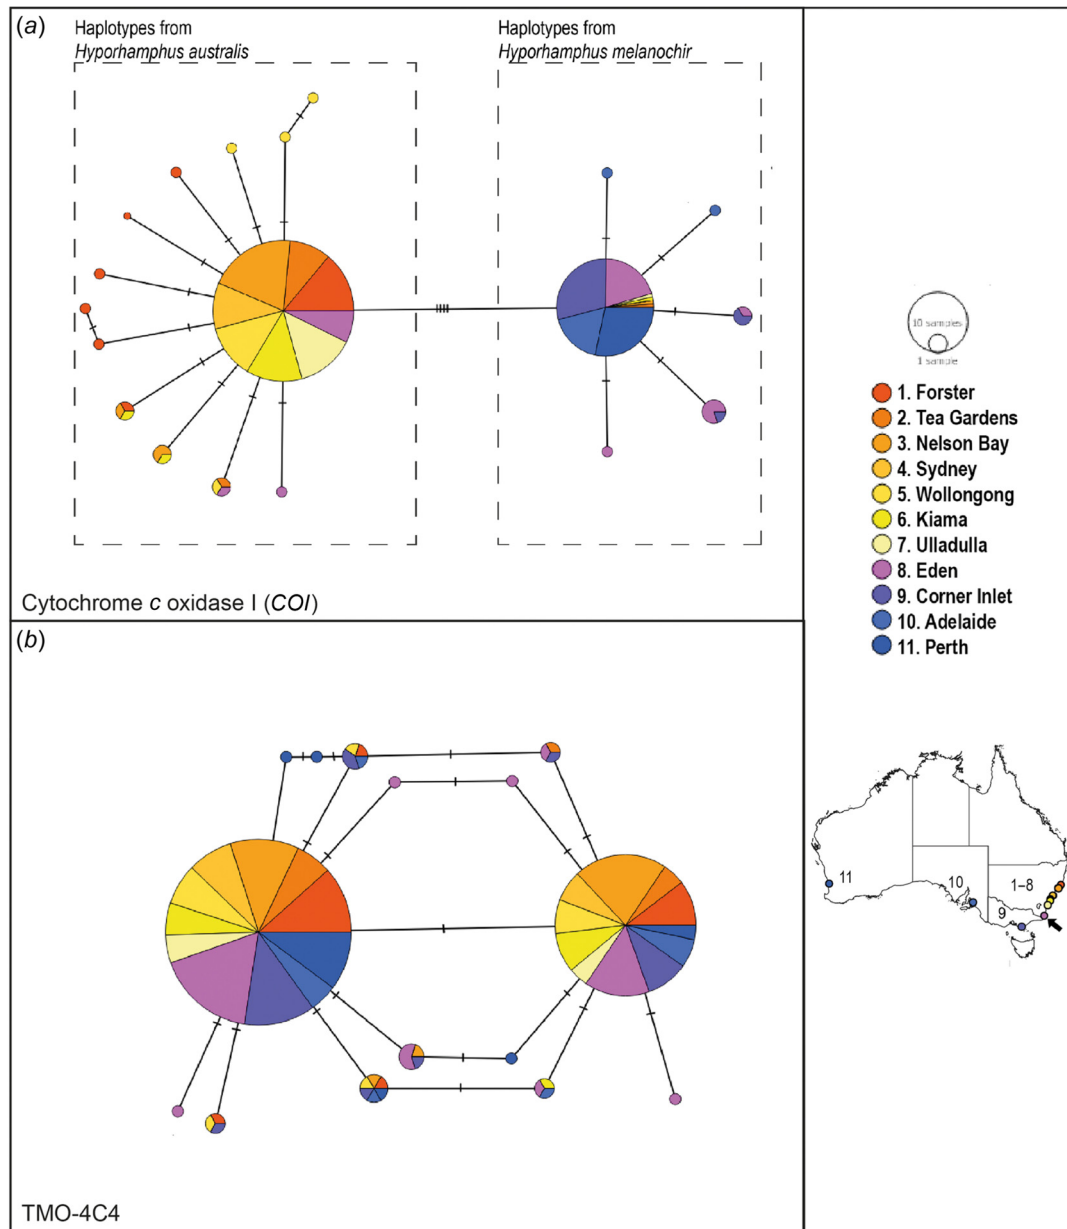 (a)
Haplotypes from
Hyporhamphus australis
Haplotypes from
Hyporhamphus melanochir
Cytochrome c oxidase I (COI)
(b)
TMO-4C4
10 samples
1 sample
1. Forster
2. Tea Gardens
3. Nelson Bay
4. Sydney
5. Wollongong
6. Kiama
7. Ulladulla
8. Eden
9. Corner Inlet
10. Adelaide
11. Perth
11
10
1–8
9